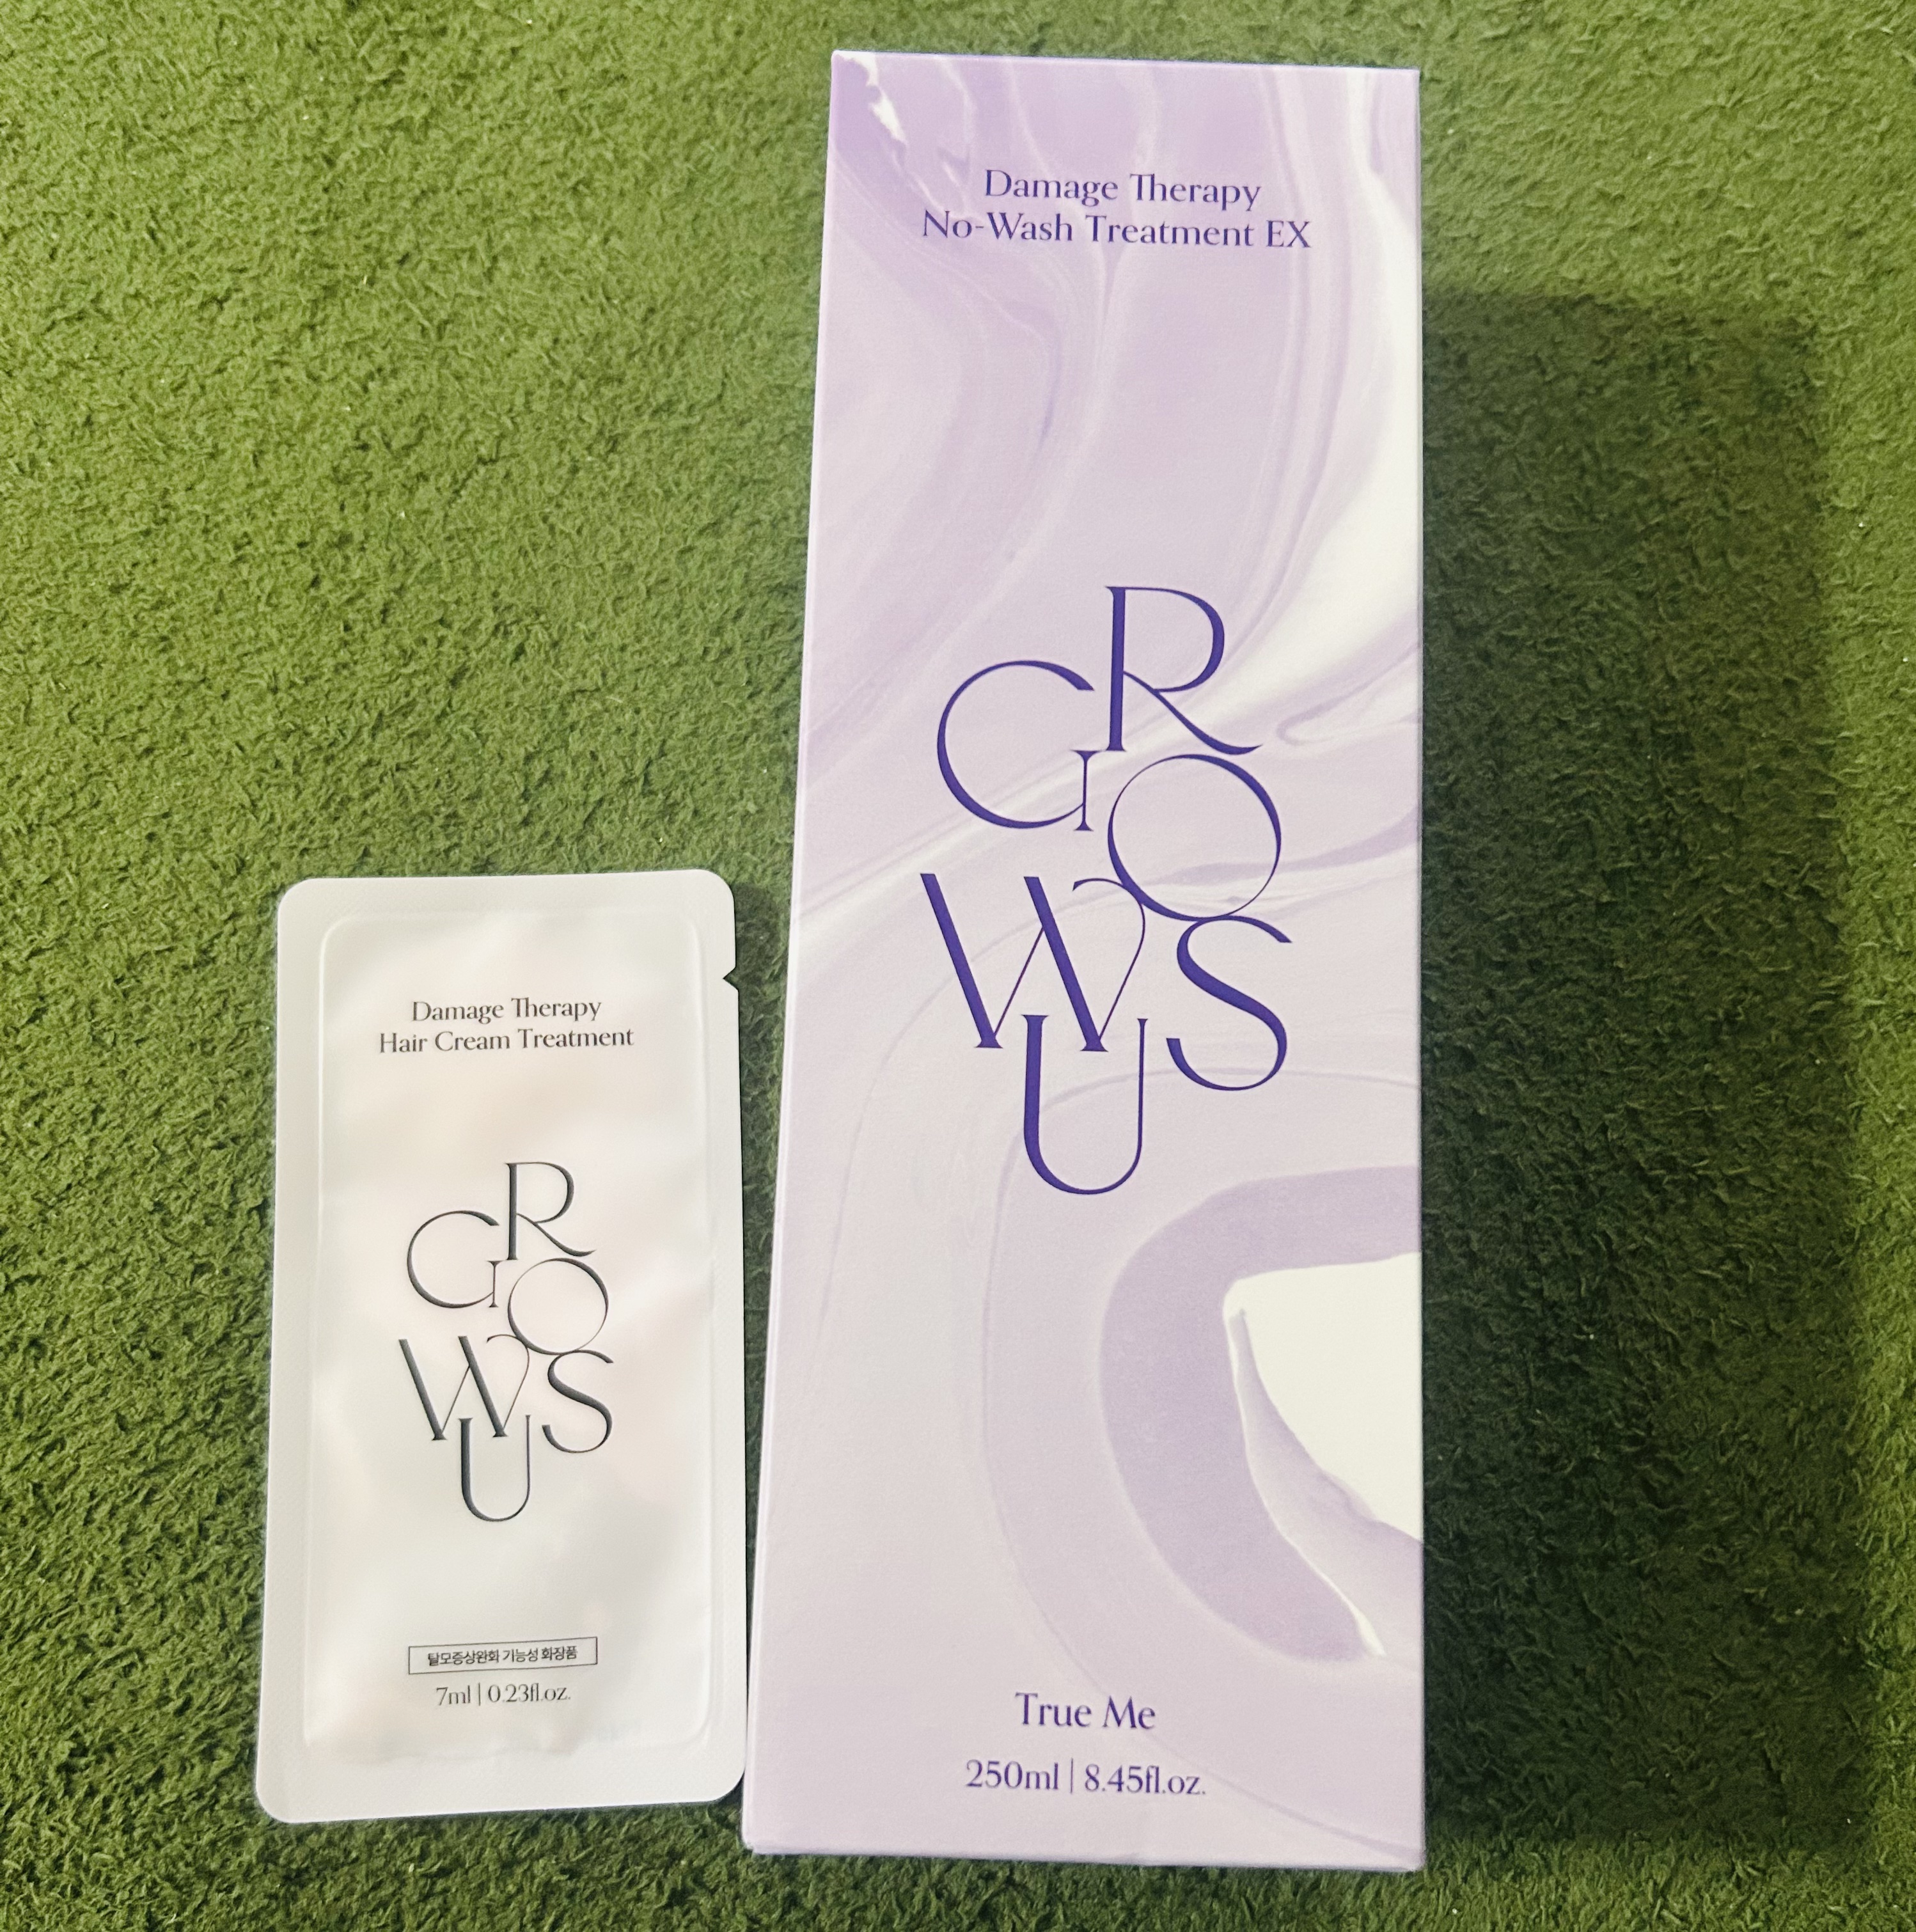 Damage Therapy
Hair Cream Treatment
GROWUS
탈모증상완화 기능성 화장품
7ml | 0.23fl.oz.
Damage Therapy
No-Wash Treatment EX
GROWUS
True Me
250ml | 8.45fl.oz.